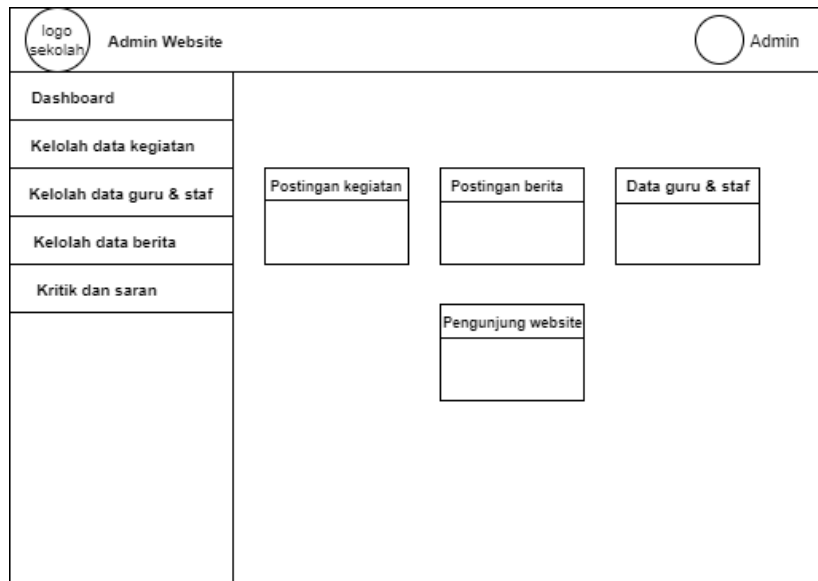 logo
sekolah
Admin Website
Admin
Dashboard
Kelolah data kegiatan
Kelolah data guru & staf
Kelolah data berita
Kritik dan saran
Postingan kegiatan
Postingan berita
Data guru & staf
Pengunjung website